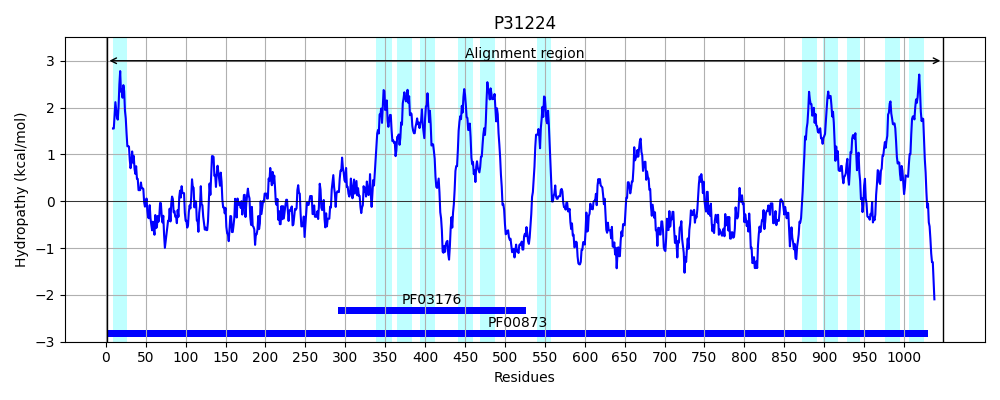 P31224
Alignment region
Hydropathy (kcal/mol)
3
2
1
0
−1
−2
−3
PF03176
PF00873
0 50 100 150 200 250 300 350 400 450 500 550 600 650 700 750 800 850 900 950 1000
Residues